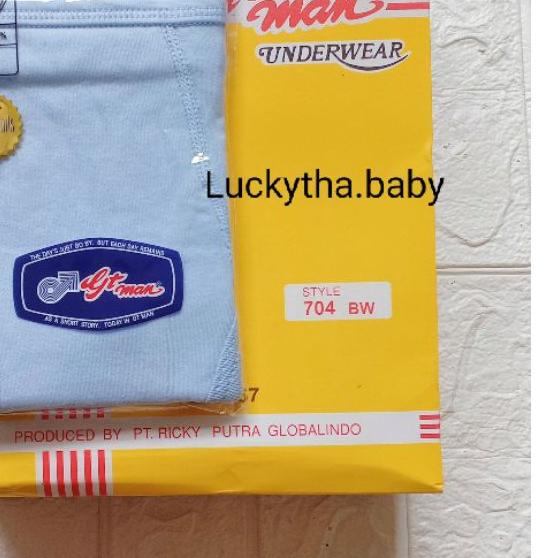 man
UNDERWEAR
Luckytha.baby
THE DAY'S JUST GO BY. BUT EACH DAY REMAINS
Gt man
AS A SHORT STORY. TODAY IN GT MAN
STYLE
704 BW
57
PRODUCED BY PT. RICKY PUTRA GLOBALINDO